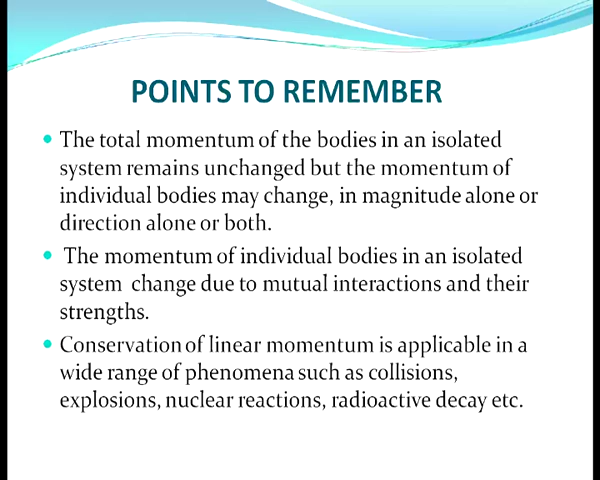 POINTS TO REMEMBER
• The total momentum of the bodies in an isolated
system remains unchanged but the momentum of
individual bodies may change, in magnitude alone or
direction alone or both.
• The momentum of individual bodies in an isolated
system change due to mutual interactions and their
strengths.
• Conservation of linear momentum is applicable in a
wide range of phenomena such as collisions,
explosions, nuclear reactions, radioactive decay etc.